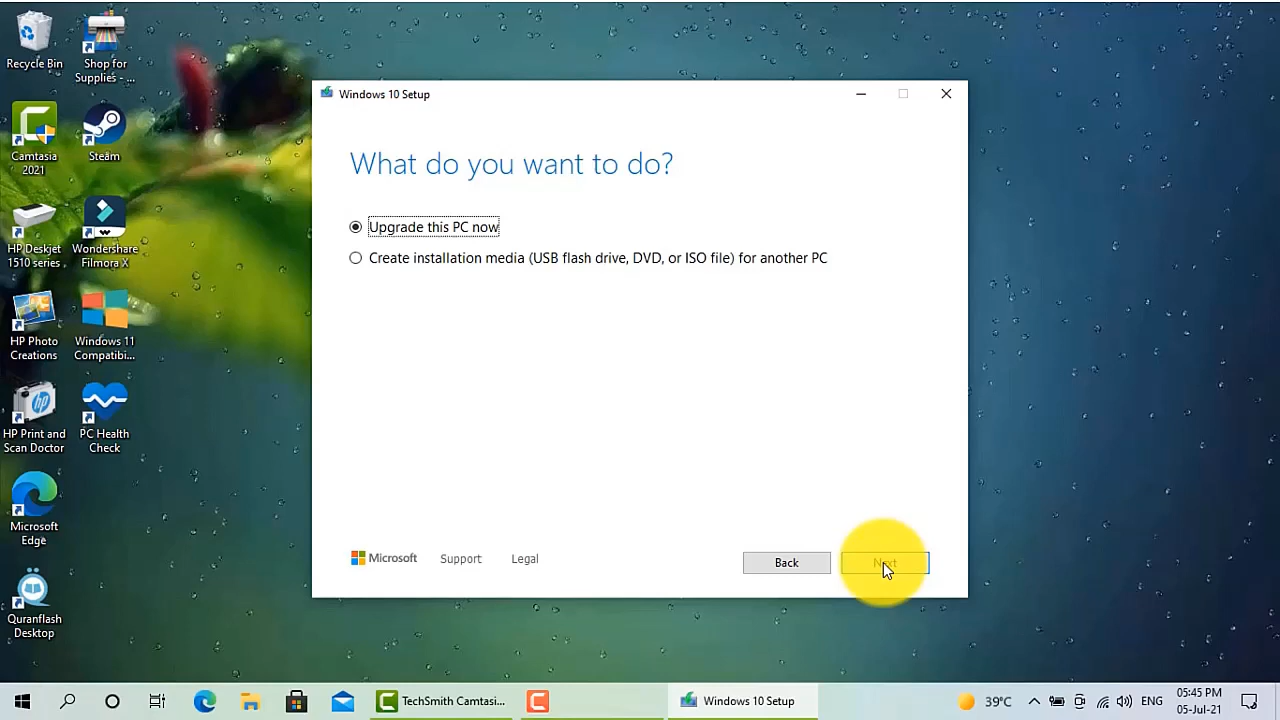 Recycle Bin
Shop for
Supplies - ...
Camtasia
2021
Steam
HP Deskjet
1510 series
Wondershare
Filmora X
HP Photo
Creations
Windows 11
Compatibi...
HP Print and
Scan Doctor
PC Health
Check
Microsoft
Edge
Quranflash
Desktop
Windows 10 Setup
What do you want to do?
Upgrade this PC now
Create installation media (USB flash drive, DVD, or ISO file) for another PC
Microsoft
Support
Legal
Back
Next
TechSmith Camtasi...
Windows 10 Setup
39°C
ENG
05:45 PM
05-Jul-21